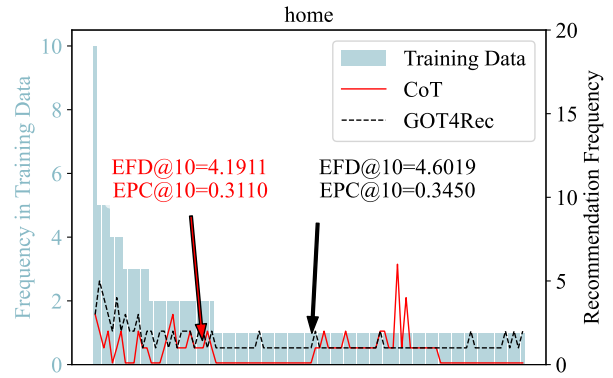 home
Frequency in Training Data
10
8
6
4
2
0
20
15
10
5
0
Recommendation Frequency
Training Data
CoT
GOT4Rec
EFD@10=4.1911
EPC@10=0.3110
EFD@10=4.6019
EPC@10=0.3450